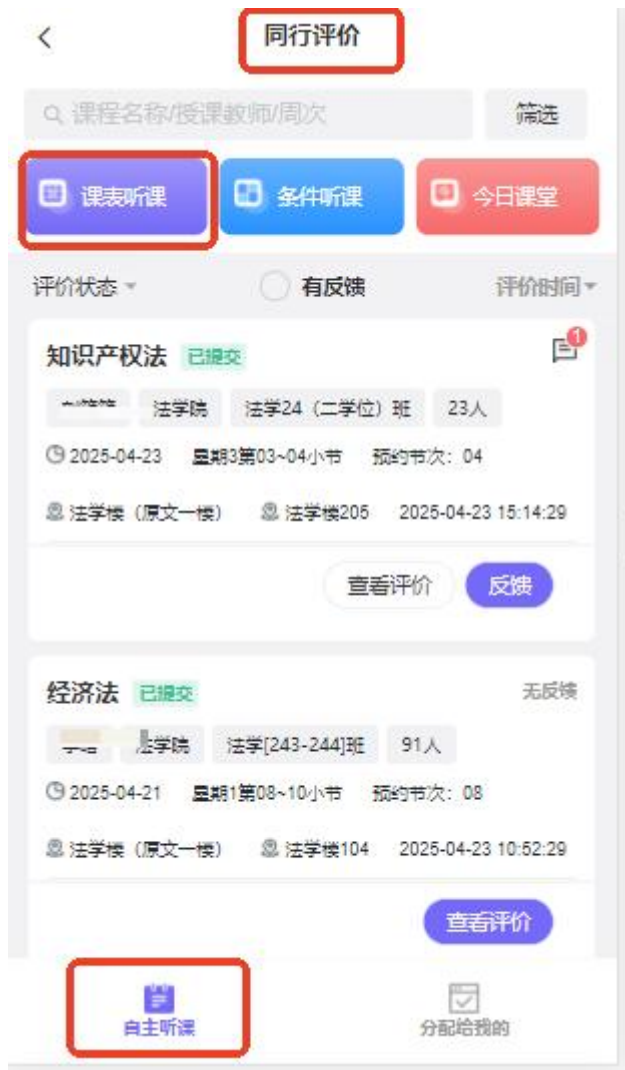 同行评价
课程名称/授课教师/周次 筛选
课表听课 条件听课 今日课堂
评价状态 有反馈 评价时间
知识产权法 已提交 1
法学院 法学24（二学位）班 23人
2025-04-23 星期3第03~04小节 预约节次：04
法学楼（原文一楼） 法学楼205 2025-04-23 15:14:29
查看评价 反馈
经济法 已提交 无反馈
法学院 法学[243-244]班 91人
2025-04-21 星期1第08~10小节 预约节次：08
法学楼（原文一楼） 法学楼104 2025-04-23 10:52:29
查看评价
自主听课 分配给我的